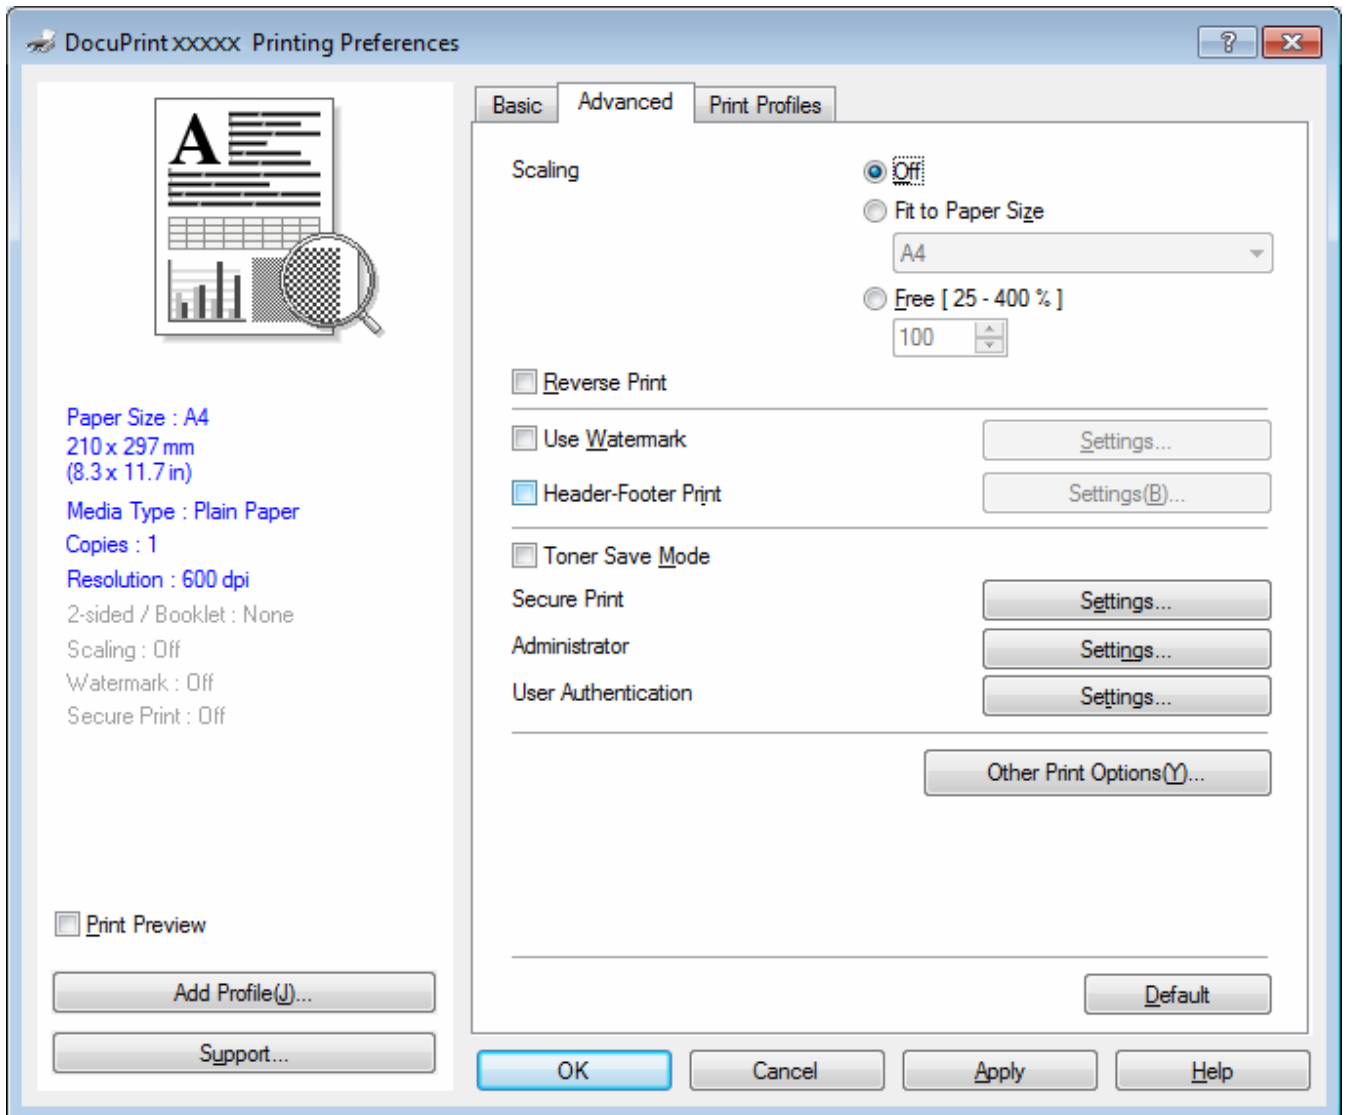 DocuPrint xxxxx Printing Preferences
A
Paper Size : A4
210 x 297 mm
(8.3 x 11.7 in)
Media Type : Plain Paper
Copies : 1
Resolution : 600 dpi
2-sided / Booklet : None
Scaling : Off
Watermark : Off
Secure Print : Off
Print Preview
Add Profile(J)...
Support...
Basic
Advanced
Print Profiles
Scaling
Off
Fit to Paper Size
A4
Free [ 25 - 400 % ]
100
Reverse Print
Use Watermark
Settings...
Header-Footer Print
Settings(B)...
Toner Save Mode
Secure Print
Settings...
Administrator
Settings...
User Authentication
Settings...
Other Print Options(Y)...
Default
OK
Cancel
Apply
Help